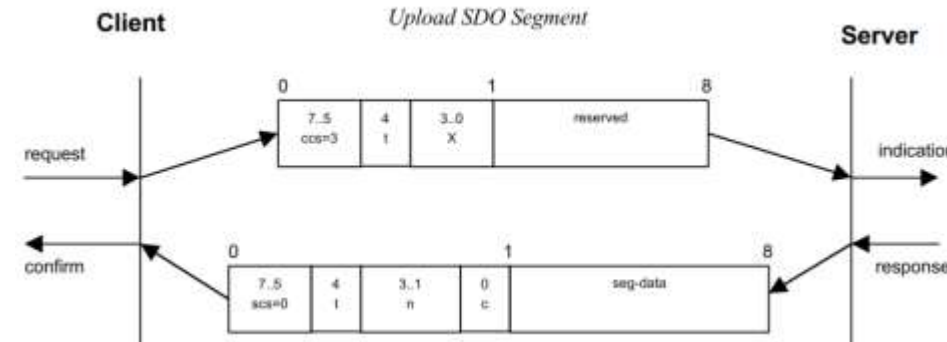 Upload SDO Segment
Client
Server
0 1 8
7..5 4 3..0 reserved
ccs=3 t X
request
indication
confirm
response
0 1 8
7..5 4 3..1 0 seg-data
scs=0 t n c